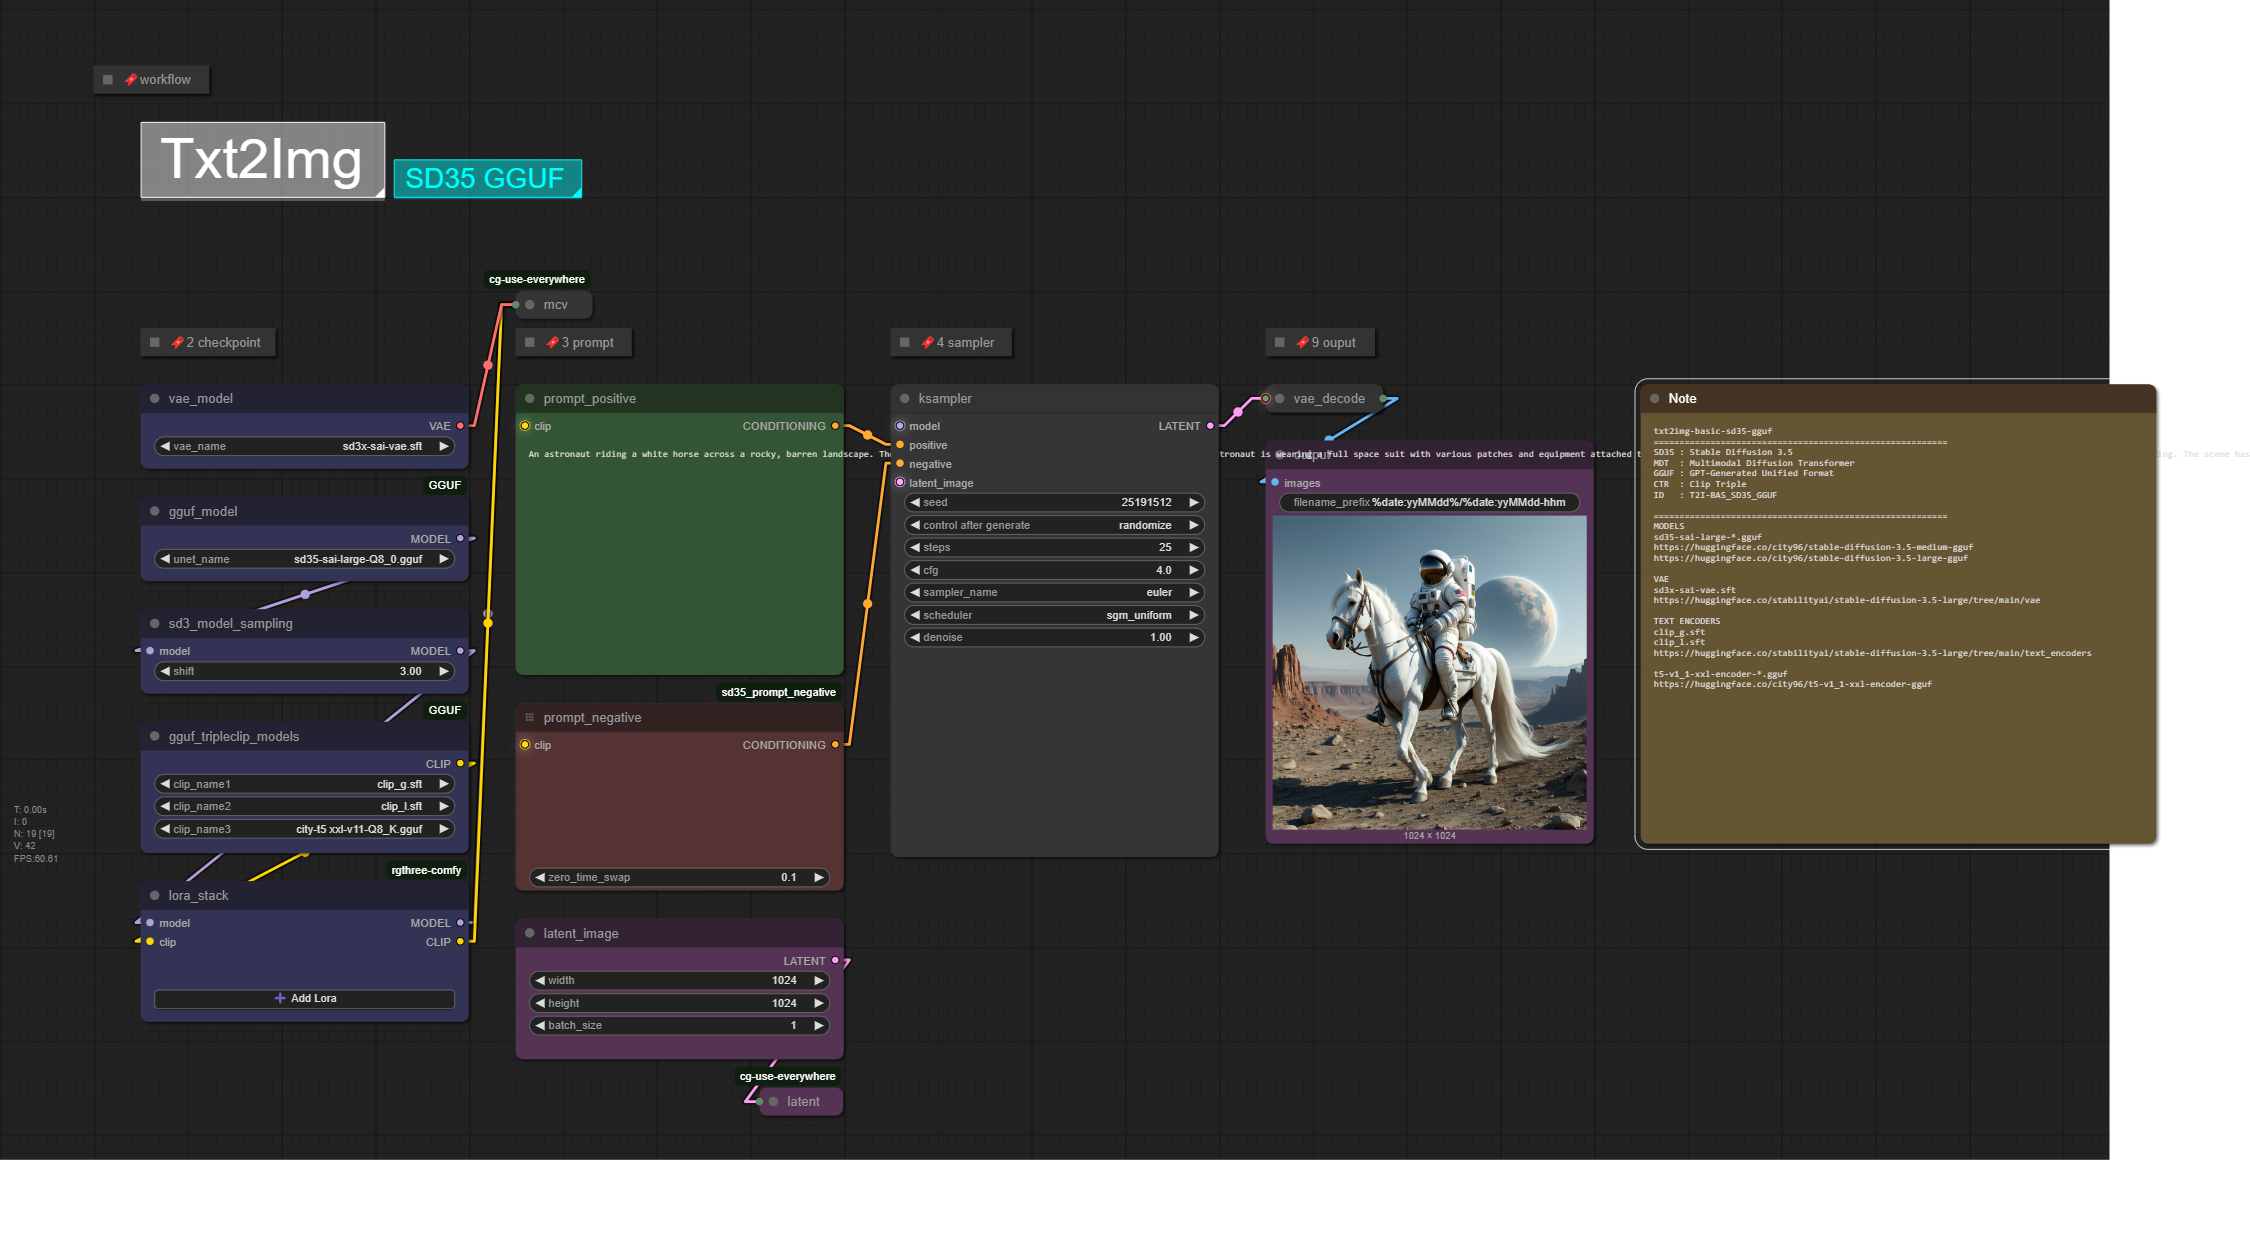 workflow
Txt2Img
SD35 GGUF
cg-use-everywhere
mcv
2 checkpoint
3 prompt
4 sampler
9 ouput
vae_model
VAE
vae_name sd3x-sai-vae.sft
GGUF
gguf_model
MODEL
unet_name sd35-sai-large-Q8_0.gguf
sd3_model_sampling
model MODEL
shift 3.00
GGUF
gguf_tripleclip_models
CLIP
clip_name1 clip_g.sft
clip_name2 clip_l.sft
clip_name3 city-t5 xxl-v11-Q8_K.gguf
rgthree-comfy
lora_stack
model MODEL
clip CLIP
Add Lora
T: 0.00s
I: 0
N: 19 [19]
V: 42
FPS:60.61
prompt_positive
clip CONDITIONING
An astronaut riding a white horse across a rocky, barren landscape.
sd35_prompt_negative
prompt_negative
clip CONDITIONING
zero_time_swap 0.1
latent_image
LATENT
width 1024
height 1024
batch_size 1
cg-use-everywhere
latent
ksampler
model LATENT
positive
negative
latent_image
seed 25191512
control after generate randomize
steps 25
cfg 4.0
sampler_name euler
scheduler sgm_uniform
denoise 1.00
vae_decode
full space suit with various patches and equipment attached
images
filename_prefix %date:yyMMdd%/%date:yyMMdd-hhm
1024 × 1024
Note
txt2img-basic-sd35-gguf
==========================================================
SD35 : Stable Diffusion 3.5
MDT : Multimodal Diffusion Transformer
GGUF : GPT-Generated Unified Format
CTR : Clip Triple
ID : T2I-BAS_SD35_GGUF
==========================================================
MODELS
sd35-sai-large-*.gguf
https://huggingface.co/city96/stable-diffusion-3.5-medium-gguf
https://huggingface.co/city96/stable-diffusion-3.5-large-gguf
VAE
sd3x-sai-vae.sft
https://huggingface.co/stabilityai/stable-diffusion-3.5-large/tree/main/vae
TEXT ENCODERS
clip_g.sft
clip_l.sft
https://huggingface.co/stabilityai/stable-diffusion-3.5-large/tree/main/text_encoders
t5-v1_1-xxl-encoder-*.gguf
https://huggingface.co/city96/t5-v1_1-xxl-encoder-gguf
ing. The scene has